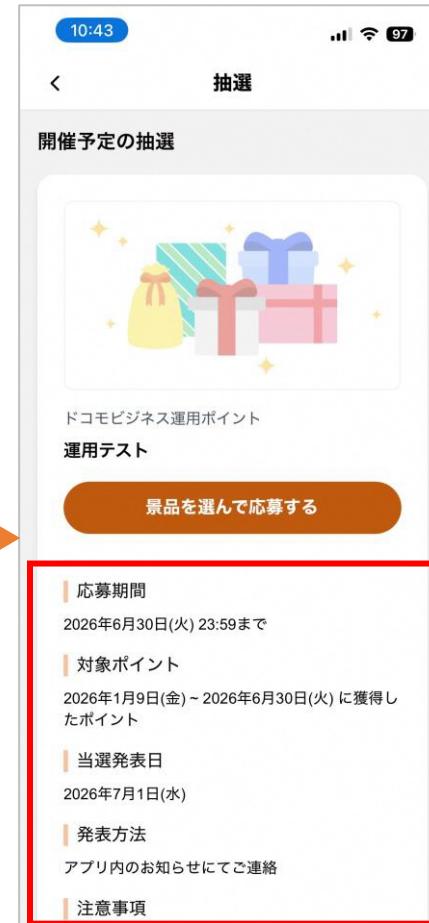 10:43
97
抽選
開催予定の抽選
ドコモビジネス運用ポイント
運用テスト
景品を選んで応募する
応募期間
2026年6月30日(火) 23:59まで
対象ポイント
2026年1月9日(金) ~ 2026年6月30日(火) に獲得し
たポイント
当選発表日
2026年7月1日(水)
発表方法
アプリ内のお知らせにてご連絡
注意事項